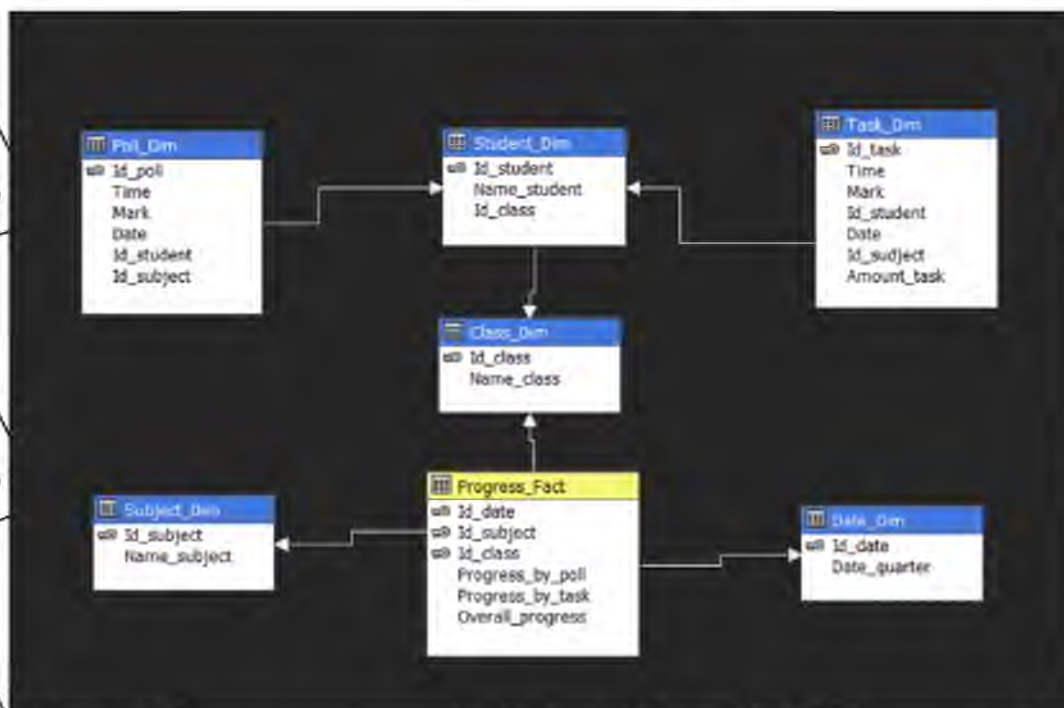 Poll_Dim
Id_poll
Time
Mark
Date
Id_student
Id_subject
Student_Dim
Id_student
Name_student
Id_class
Task_Dim
Id_task
Time
Mark
Id_student
Date
Id_sudject
Amount_task
Class_Dim
Id_class
Name_class
Subject_Dim
Id_subject
Name_subject
Progress_Fact
Id_date
Id_subject
Id_class
Progress_by_poll
Progress_by_task
Overall_progress
Date_Dim
Id_date
Date_quarter